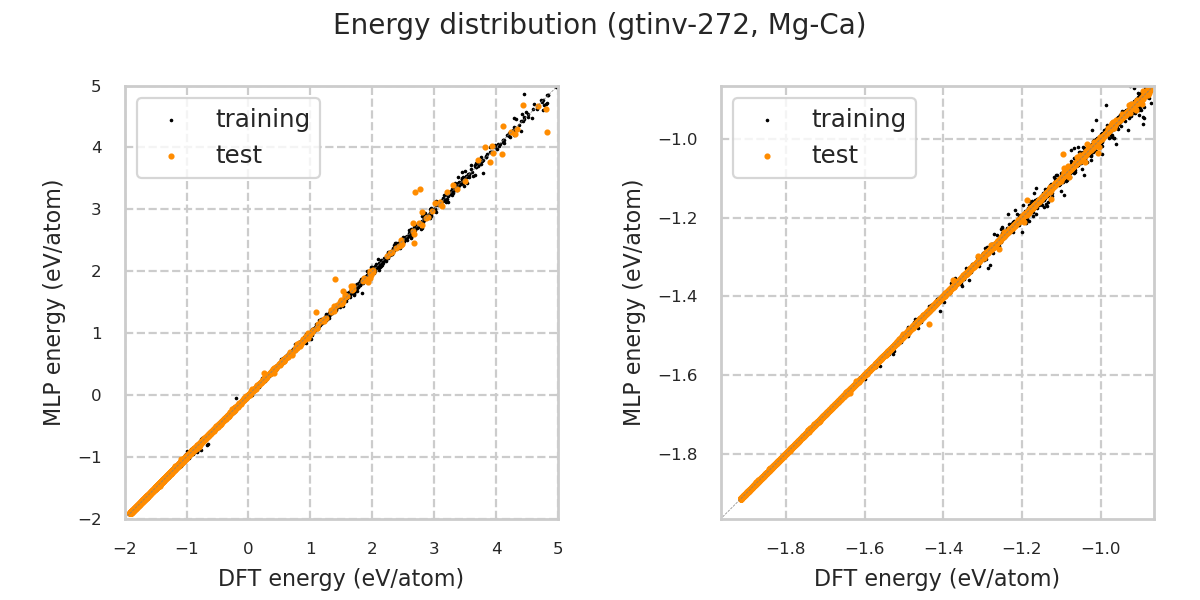 Energy distribution (gtinv-272, Mg-Ca)
5
4
3
2
1
0
−1
−2
−2
−1
0
1
2
3
4
5
MLP energy (eV/atom)
DFT energy (eV/atom)
training
test
−1.0
−1.2
−1.4
−1.6
−1.8
−1.8
−1.6
−1.4
−1.2
−1.0
MLP energy (eV/atom)
DFT energy (eV/atom)
training
test